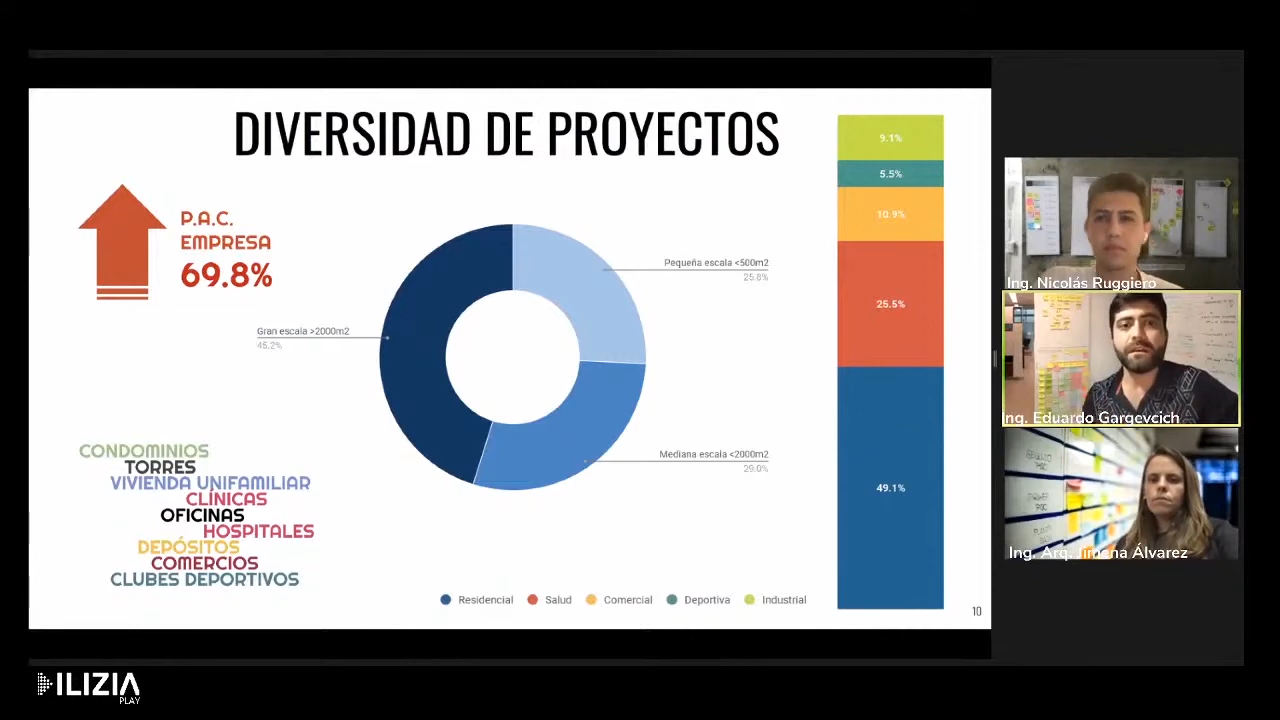 DIVERSIDAD DE PROYECTOS
P.A.C.
EMPRESA
69.8%
Pequeña escala <500m2
25.8%
Gran escala >2000m2
45.2%
Mediana escala <2000m2
29.0%
9.1%
5.5%
10.9%
25.5%
49.1%
CONDOMINIOS
TORRES
VIVIENDA UNIFAMILIAR
CLÍNICAS
OFICINAS
HOSPITALES
DEPÓSITOS
COMERCIOS
CLUBES DEPORTIVOS
Residencial
Salud
Comercial
Deportiva
Industrial
10
Ing. Nicolás Ruggiero
Ing. Eduardo Gargevcich
Ing. Arq. Jimena Álvarez
ILIZIA
PLAY